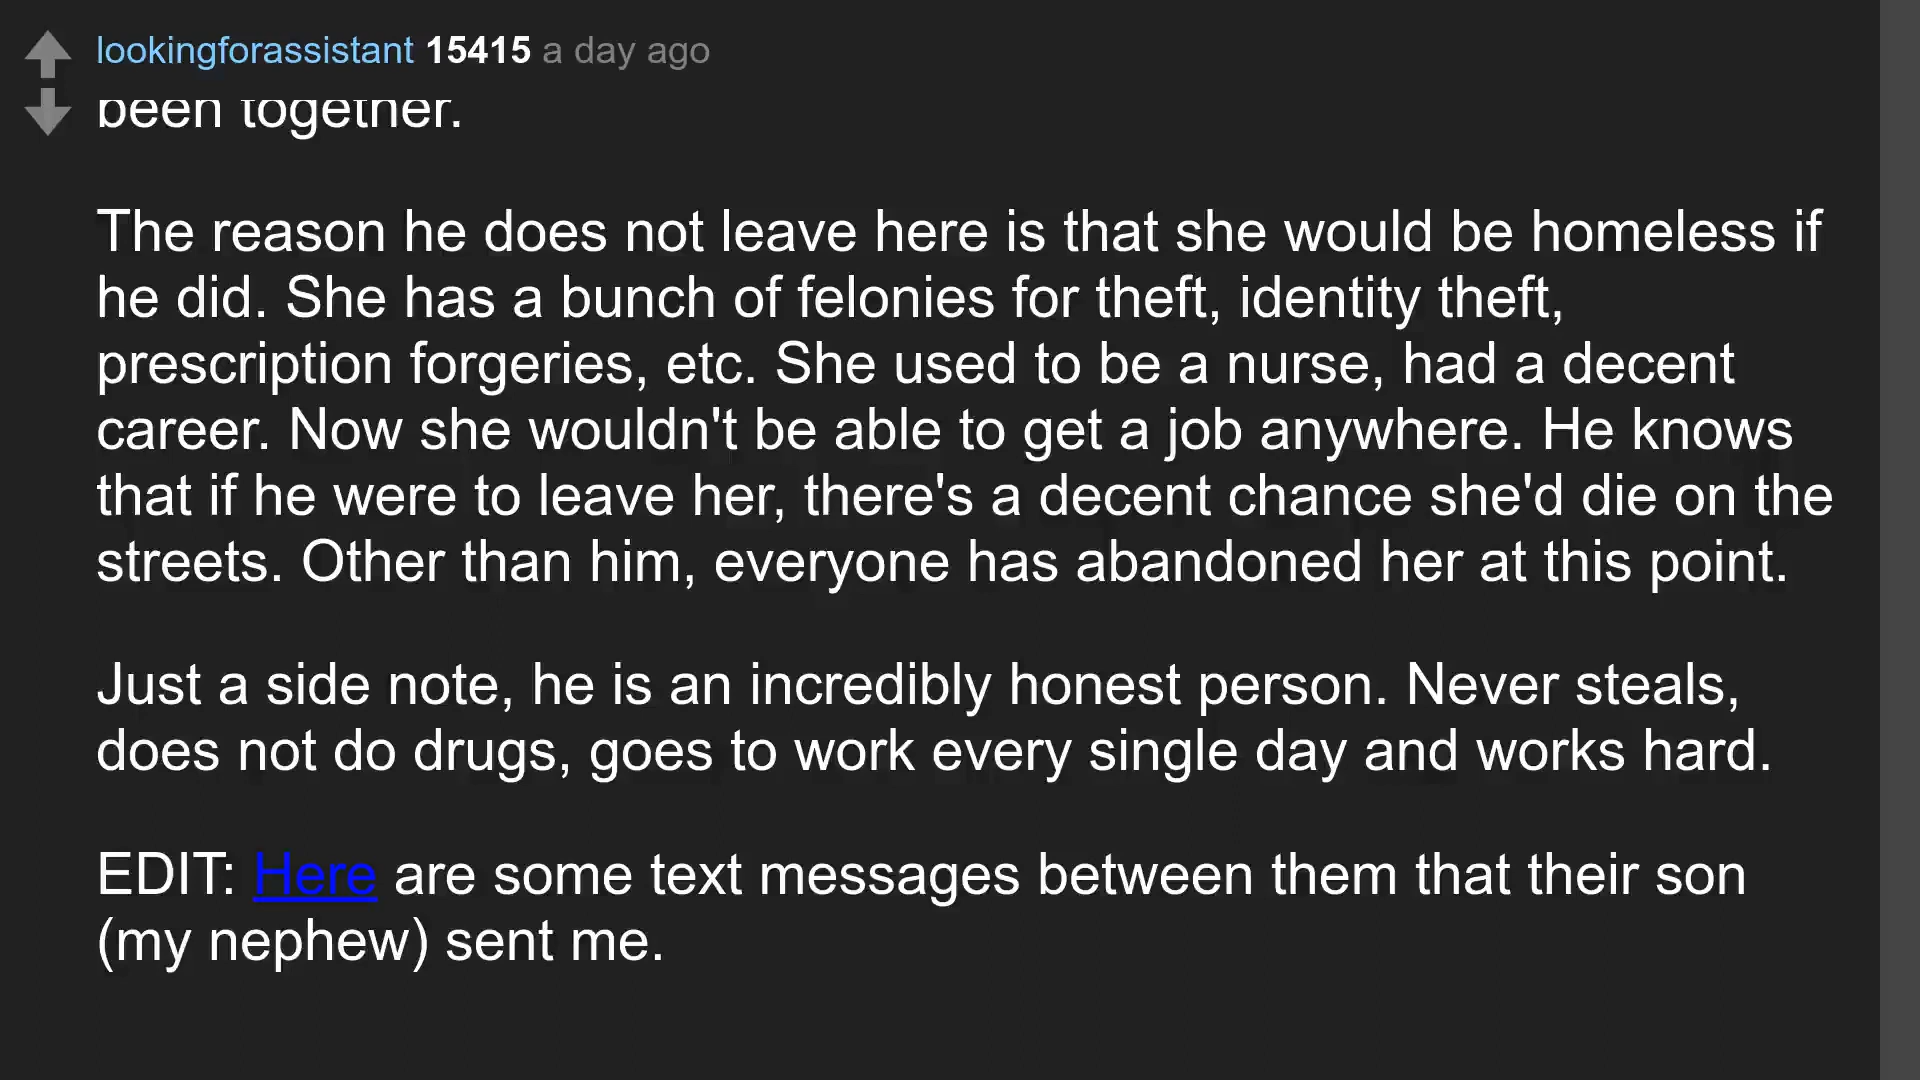 lookingforassistant 15415 a day ago
been together.
The reason he does not leave here is that she would be homeless if
he did. She has a bunch of felonies for theft, identity theft,
prescription forgeries, etc. She used to be a nurse, had a decent
career. Now she wouldn't be able to get a job anywhere. He knows
that if he were to leave her, there's a decent chance she'd die on the
streets. Other than him, everyone has abandoned her at this point.
Just a side note, he is an incredibly honest person. Never steals,
does not do drugs, goes to work every single day and works hard.
EDIT: Here are some text messages between them that their son
(my nephew) sent me.